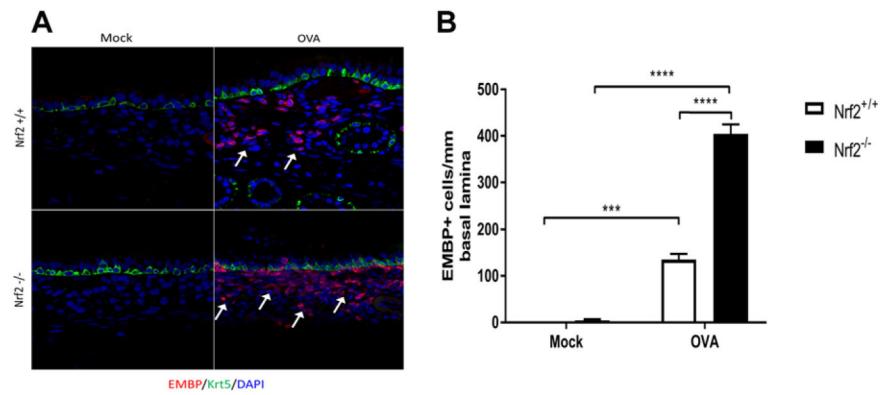 A
Mock OVA
Nrf2 +/+
Nrf2 -/-
EMBP/Krt5/DAPI
B
EMBP+ cells/mm
basal lamina
500
400
300
200
100
0
****
****
***
Mock OVA
Nrf2+/+
Nrf2-/-